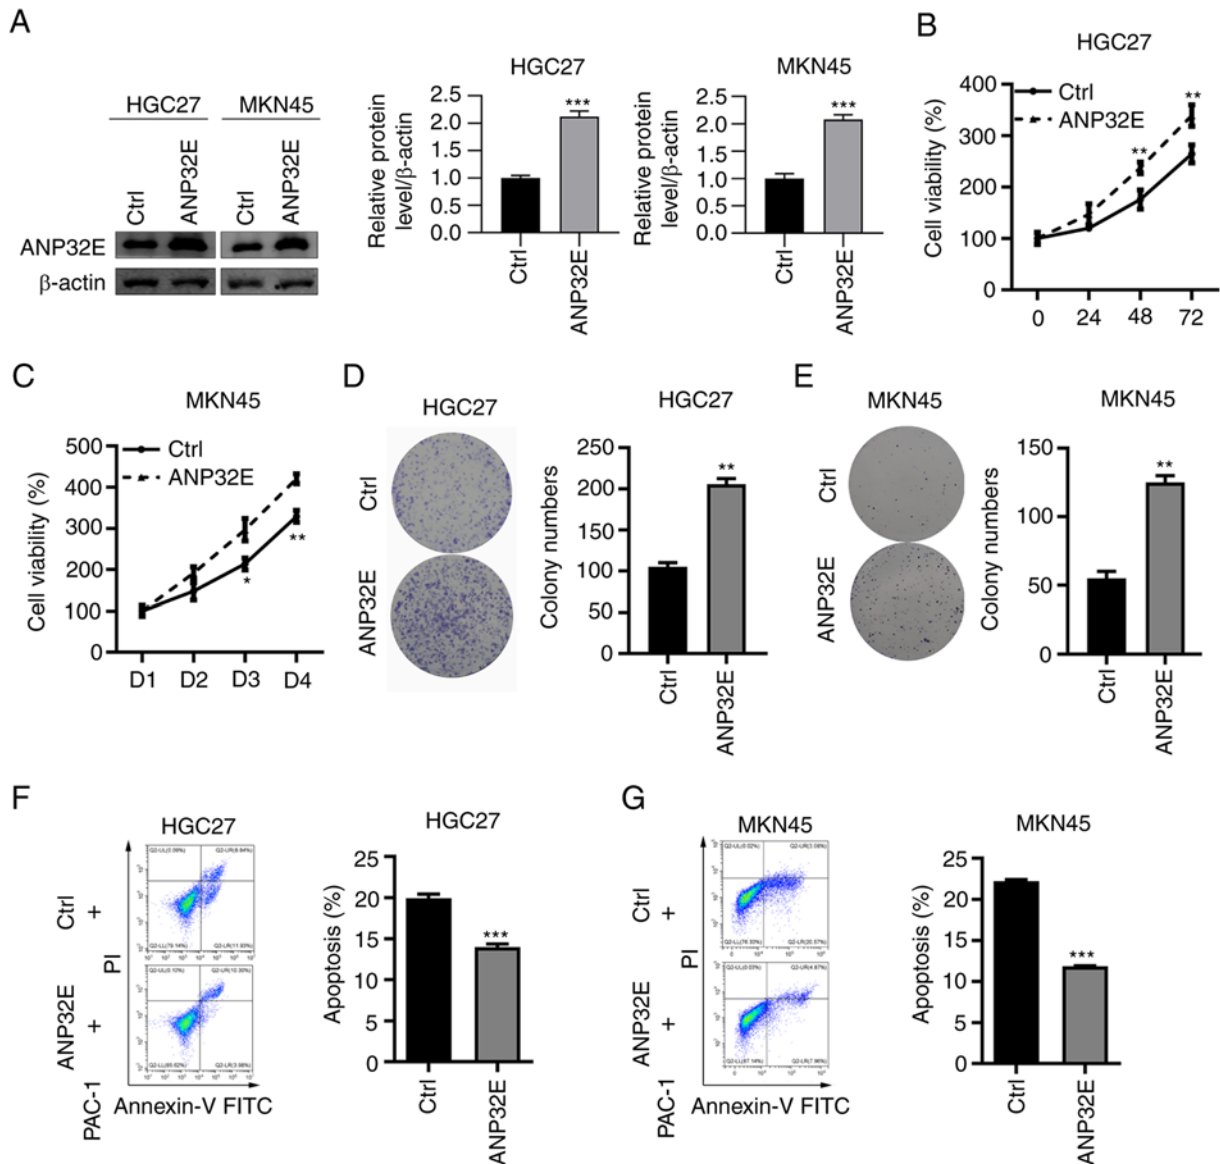 A
HGC27
MKN45
Ctrl
ANP32E
Ctrl
ANP32E
ANP32E
β-actin
HGC27
Relative protein
level/β-actin
2.5
2.0
1.5
1.0
0.5
0.0
***
Ctrl
ANP32E
MKN45
Relative protein
level/β-actin
2.5
2.0
1.5
1.0
0.5
0.0
***
Ctrl
ANP32E
B
HGC27
Cell viability (%)
400
300
200
100
0
Ctrl
ANP32E
**
**
0 24 48 72
C
MKN45
Cell viability (%)
500
400
300
200
100
0
Ctrl
ANP32E
*
**
D1 D2 D3 D4
D
HGC27
Ctrl
ANP32E
HGC27
Colony numbers
250
200
150
100
50
0
**
Ctrl
ANP32E
E
MKN45
Ctrl
ANP32E
MKN45
Colony numbers
150
100
50
0
**
Ctrl
ANP32E
F
HGC27
Ctrl
+
ANP32E
+
PAC-1
PI
Annexin-V FITC
HGC27
Apoptosis (%)
25
20
15
10
5
0
***
Ctrl
ANP32E
G
MKN45
Ctrl
+
ANP32E
+
PAC-1
PI
Annexin-V FITC
MKN45
Apoptosis (%)
25
20
15
10
5
0
***
Ctrl
ANP32E